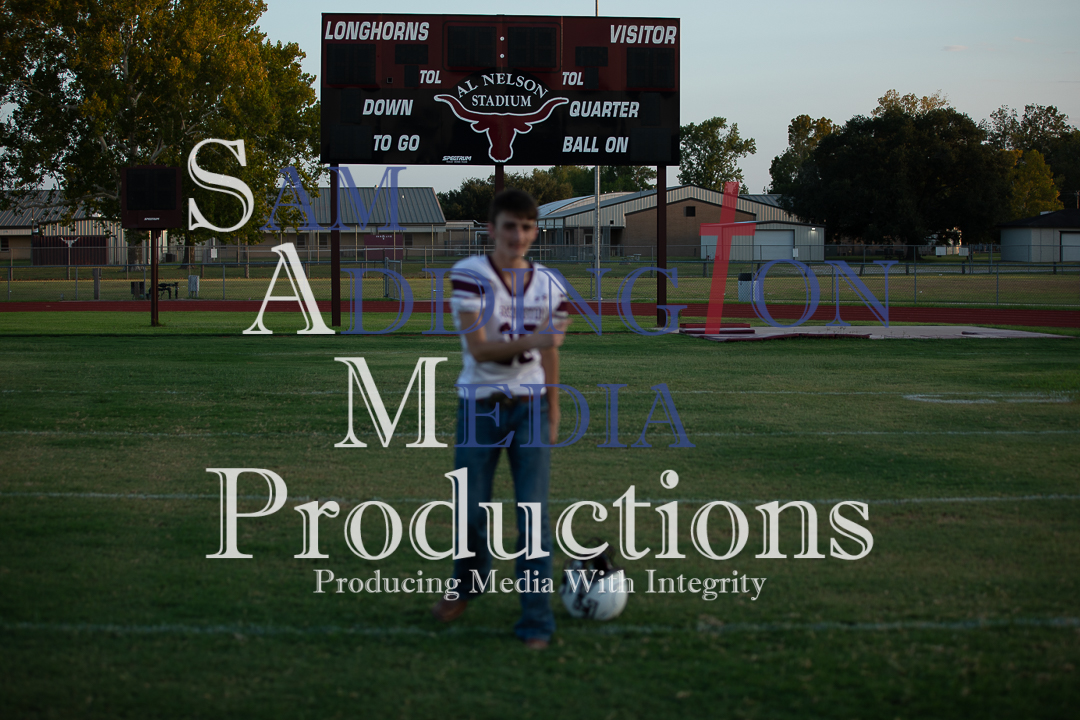 LONGHORNS VISITOR
TOL TOL
AL NELSON
STADIUM
DOWN QUARTER
TO GO BALL ON
SPECTRUM
SAM
ADDINGTON
MEDIA
Productions
Producing Media With Integrity